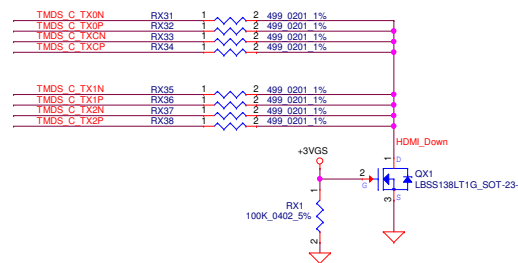 TMDS_C_TX0N RX31 1 2 499_0201_1%
TMDS_C_TX0P RX32 1 2 499_0201_1%
TMDS_C_TXCN RX33 1 2 499_0201_1%
TMDS_C_TXCP RX34 1 2 499_0201_1%
TMDS_C_TX1N RX35 1 2 499_0201_1%
TMDS_C_TX1P RX36 1 2 499_0201_1%
TMDS_C_TX2N RX37 1 2 499_0201_1%
TMDS_C_TX2P RX38 1 2 499_0201_1%
HDMI_Down
+3VGS
1 D
2 G
QX1
LBSS138LT1G_SOT-23-
3 S
1
RX1
100K_0402_5%
2